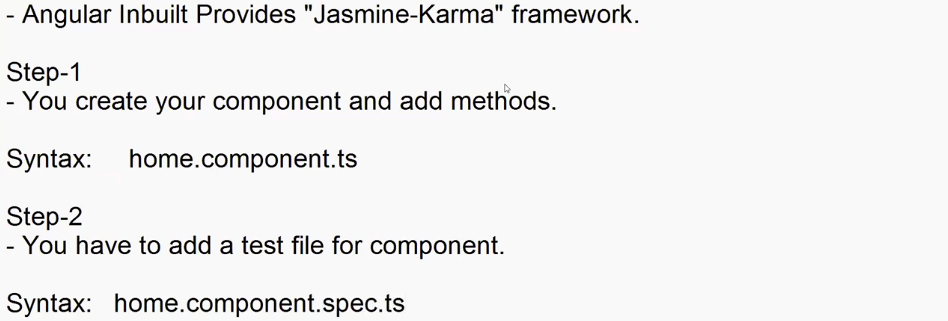 - Angular Inbuilt Provides "Jasmine-Karma" framework.
Step-1
- You create your component and add methods.
Syntax: home.component.ts
Step-2
- You have to add a test file for component.
Syntax: home.component.spec.ts